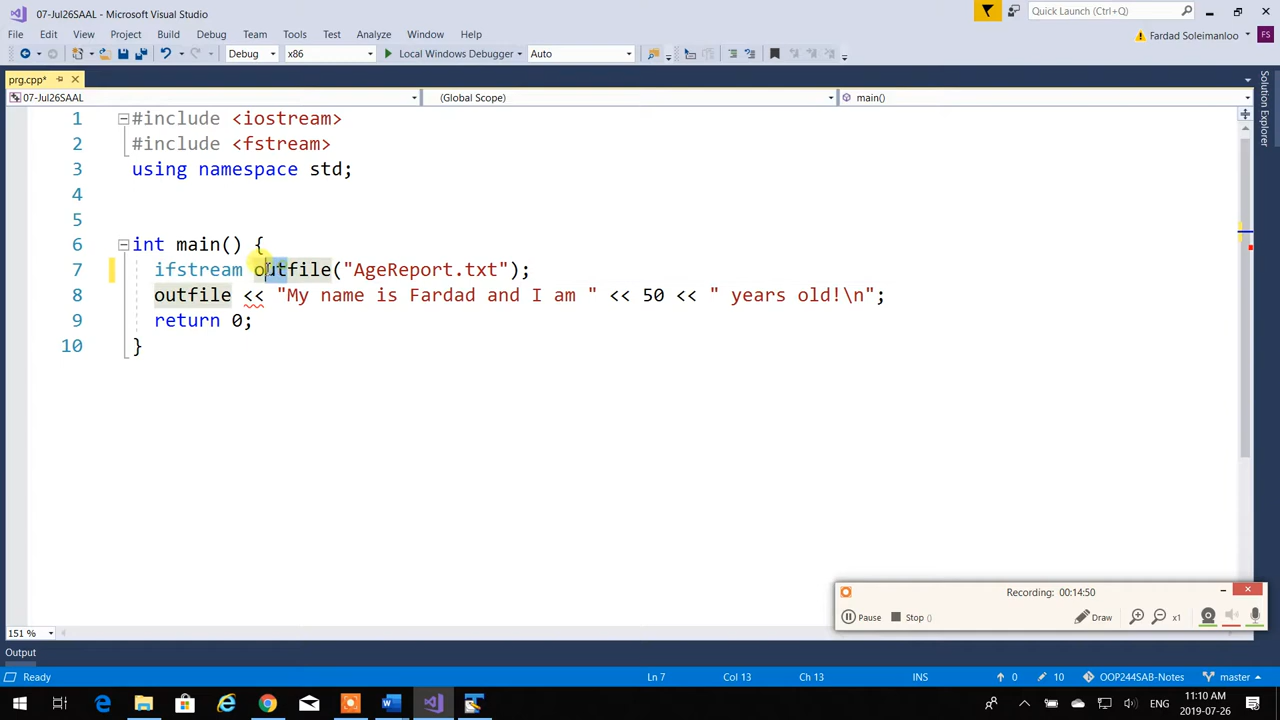 07-Jul26SAAL - Microsoft Visual Studio
Quick Launch (Ctrl+Q)
File Edit View Project Build Debug Team Tools Test Analyze Window Help
Fardad Soleimanloo FS
Debug x86 Local Windows Debugger Auto
prg.cpp*
07-Jul26SAAL (Global Scope) main()
Solution Explorer
1 #include <iostream>
2 #include <fstream>
3 using namespace std;
4
5
6 int main() {
7 ifstream outfile("AgeReport.txt");
8 outfile << "My name is Fardad and I am " << 50 << " years old!\n";
9 return 0;
10 }
Recording: 00:14:50
Pause Stop () Draw x1
151 %
Output
Ready Ln 7 Col 13 Ch 13 INS 0 10 OOP244SAB-Notes master
11:10 AM
ENG
2019-07-26